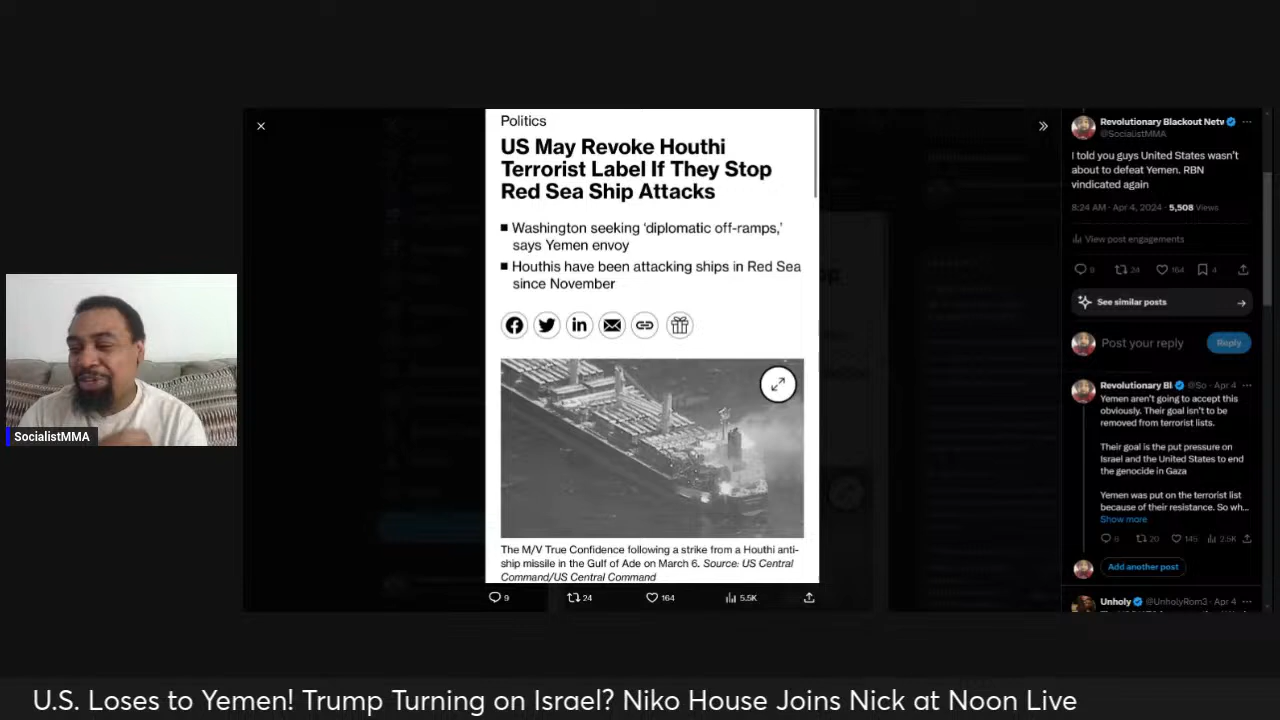 Politics
US May Revoke Houthi
Terrorist Label If They Stop
Red Sea Ship Attacks
Washington seeking ‘diplomatic off-ramps,’
says Yemen envoy
Houthis have been attacking ships in Red Sea
since November
The M/V True Confidence following a strike from a Houthi anti-
ship missile in the Gulf of Ade on March 6. Source: US Central
Command/US Central Command
9
24
164
5.5K
Revolutionary Blackout Netw
@SocialistMMA
I told you guys United States wasn't
about to defeat Yemen. RBN
vindicated again
8:24 AM · Apr 4, 2024 · 5,508 Views
View post engagements
9 24 164 4
See similar posts
Post your reply
Reply
Revolutionary Bl @So · Apr 4
Yemen aren't going to accept this
obviously. Their goal isn't to be
removed from terrorist lists.
Their goal is the put pressure on
Israel and the United States to end
the genocide in Gaza
Yemen was put on the terrorist list
because of their resistance. So wh...
Show more
6 20 145 2.5K
Add another post
Unholy @UnholyRom3 · Apr 4
SocialistMMA
U.S. Loses to Yemen! Trump Turning on Israel? Niko House Joins Nick at Noon Live